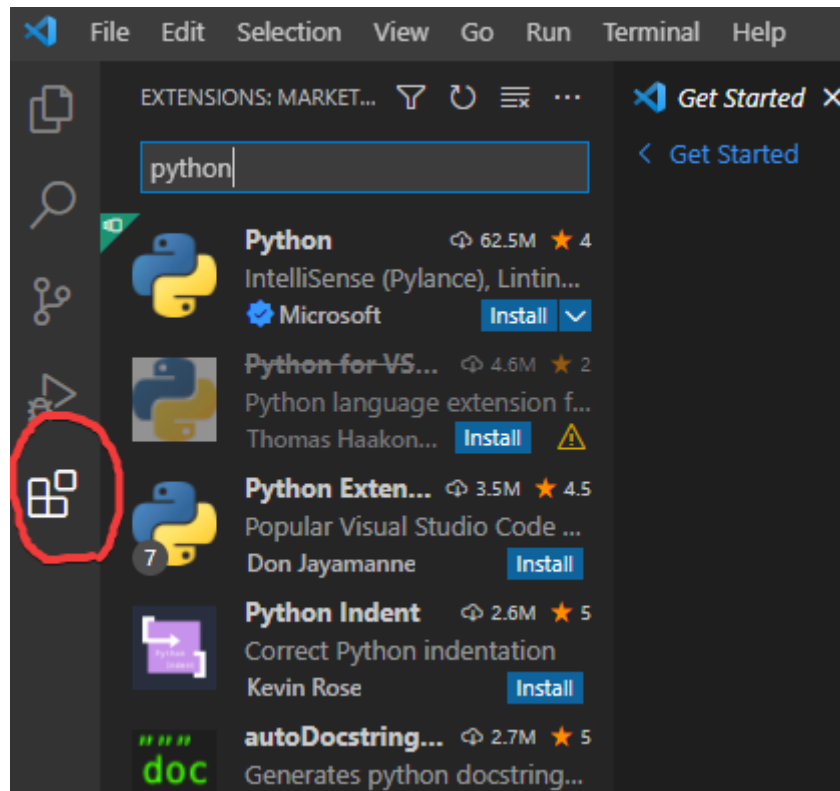 File Edit Selection View Go Run Terminal Help
EXTENSIONS: MARKET...
Get Started
python
Get Started
Python 62.5M 4
IntelliSense (Pylance), Lintin...
Microsoft Install
Python for VS... 4.6M 2
Python language extension f...
Thomas Haakon... Install
Python Exten... 3.5M 4.5
Popular Visual Studio Code ...
7
Don Jayamanne Install
Python Indent 2.6M 5
Python
Indent
Correct Python indentation
Kevin Rose Install
autoDocstring... 2.7M 5
"""
doc
Generates python docstring...